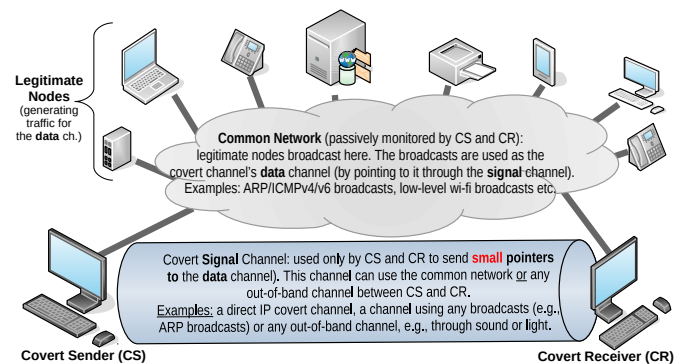 Legitimate
Nodes
(generating
traffic for
the data ch.)
Common Network (passively monitored by CS and CR):
legitimate nodes broadcast here. The broadcasts are used as the
covert channel's data channel (by pointing to it through the signal channel).
Examples: ARP/ICMPv4/v6 broadcasts, low-level wi-fi broadcasts etc.
Covert Signal Channel: used only by CS and CR to send small pointers
to the data channel). This channel can use the common network or any
out-of-band channel between CS and CR.
Examples: a direct IP covert channel, a channel using any broadcasts (e.g.,
ARP broadcasts) or any out-of-band channel, e.g., through sound or light.
Covert Sender (CS)
Covert Receiver (CR)